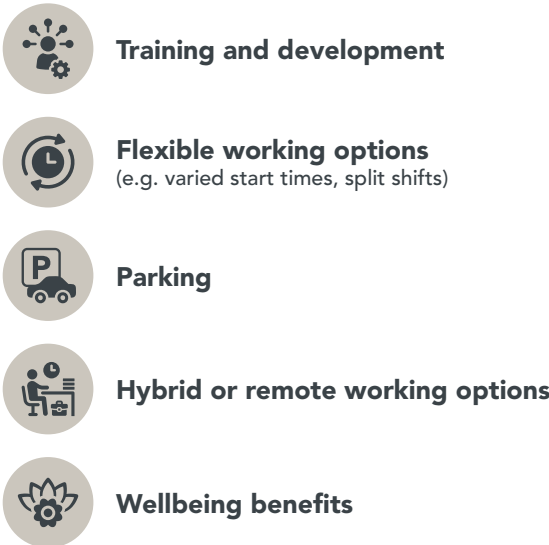 Training and development
Flexible working options
(e.g. varied start times, split shifts)
P
Parking
Hybrid or remote working options
Wellbeing benefits